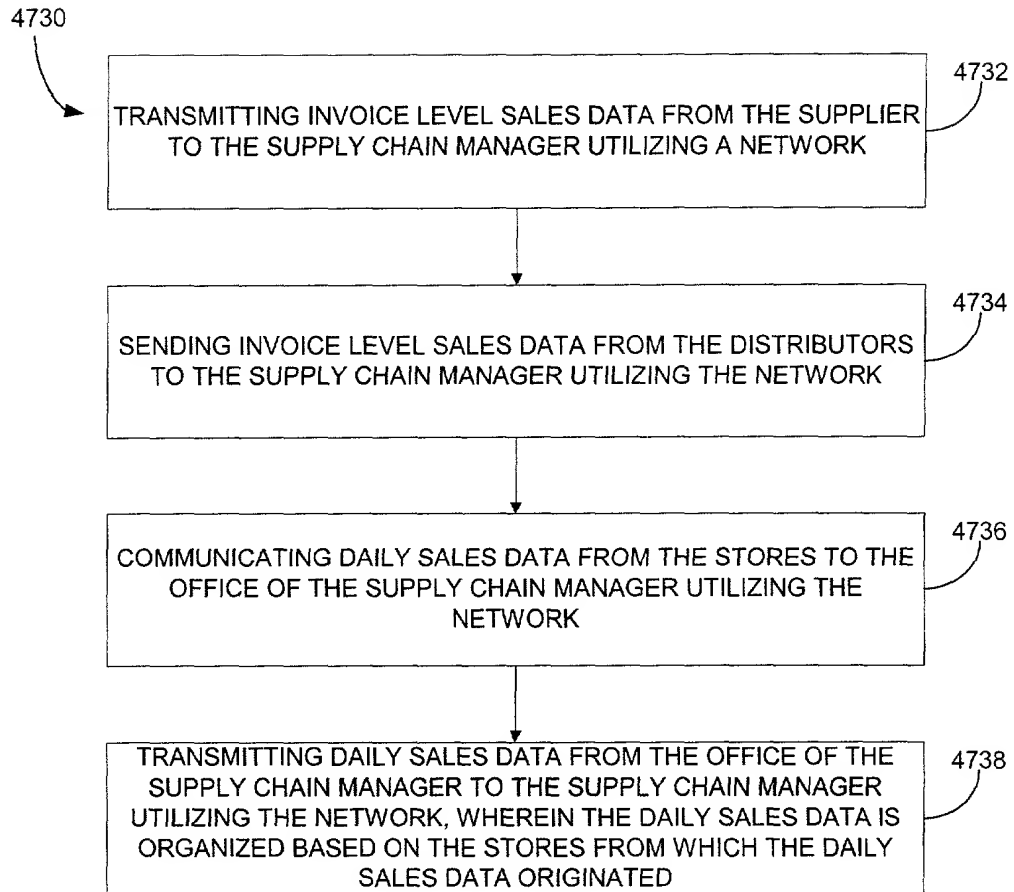 4730
4732
TRANSMITTING INVOICE LEVEL SALES DATA FROM THE SUPPLIER
TO THE SUPPLY CHAIN MANAGER UTILIZING A NETWORK
4734
SENDING INVOICE LEVEL SALES DATA FROM THE DISTRIBUTORS
TO THE SUPPLY CHAIN MANAGER UTILIZING THE NETWORK
4736
COMMUNICATING DAILY SALES DATA FROM THE STORES TO THE
OFFICE OF THE SUPPLY CHAIN MANAGER UTILIZING THE
NETWORK
4738
TRANSMITTING DAILY SALES DATA FROM THE OFFICE OF THE
SUPPLY CHAIN MANAGER TO THE SUPPLY CHAIN MANAGER
UTILIZING THE NETWORK, WHEREIN THE DAILY SALES DATA IS
ORGANIZED BASED ON THE STORES FROM WHICH THE DAILY
SALES DATA ORIGINATED